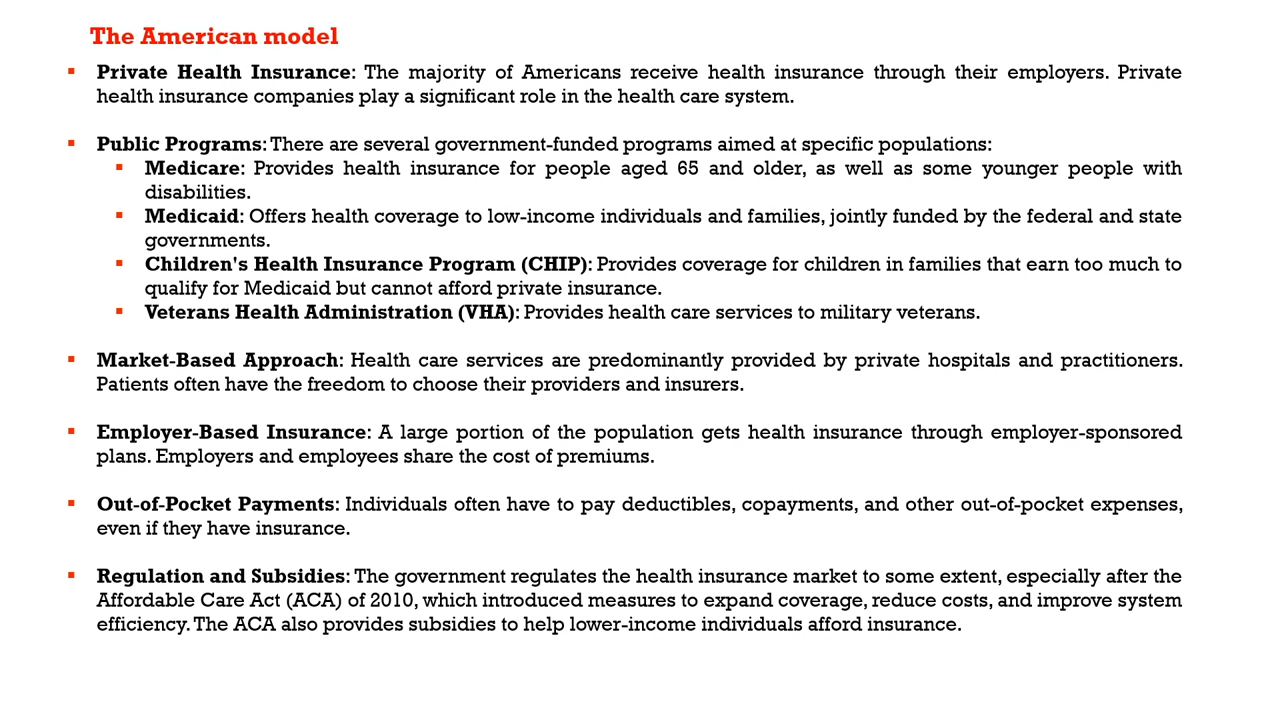 The American model
▪ Private Health Insurance: The majority of Americans receive health insurance through their employers. Private
health insurance companies play a significant role in the health care system.
▪ Public Programs: There are several government-funded programs aimed at specific populations:
▪ Medicare: Provides health insurance for people aged 65 and older, as well as some younger people with
disabilities.
▪ Medicaid: Offers health coverage to low-income individuals and families, jointly funded by the federal and state
governments.
▪ Children's Health Insurance Program (CHIP): Provides coverage for children in families that earn too much to
qualify for Medicaid but cannot afford private insurance.
▪ Veterans Health Administration (VHA): Provides health care services to military veterans.
▪ Market-Based Approach: Health care services are predominantly provided by private hospitals and practitioners.
Patients often have the freedom to choose their providers and insurers.
▪ Employer-Based Insurance: A large portion of the population gets health insurance through employer-sponsored
plans. Employers and employees share the cost of premiums.
▪ Out-of-Pocket Payments: Individuals often have to pay deductibles, copayments, and other out-of-pocket expenses,
even if they have insurance.
▪ Regulation and Subsidies: The government regulates the health insurance market to some extent, especially after the
Affordable Care Act (ACA) of 2010, which introduced measures to expand coverage, reduce costs, and improve system
efficiency. The ACA also provides subsidies to help lower-income individuals afford insurance.